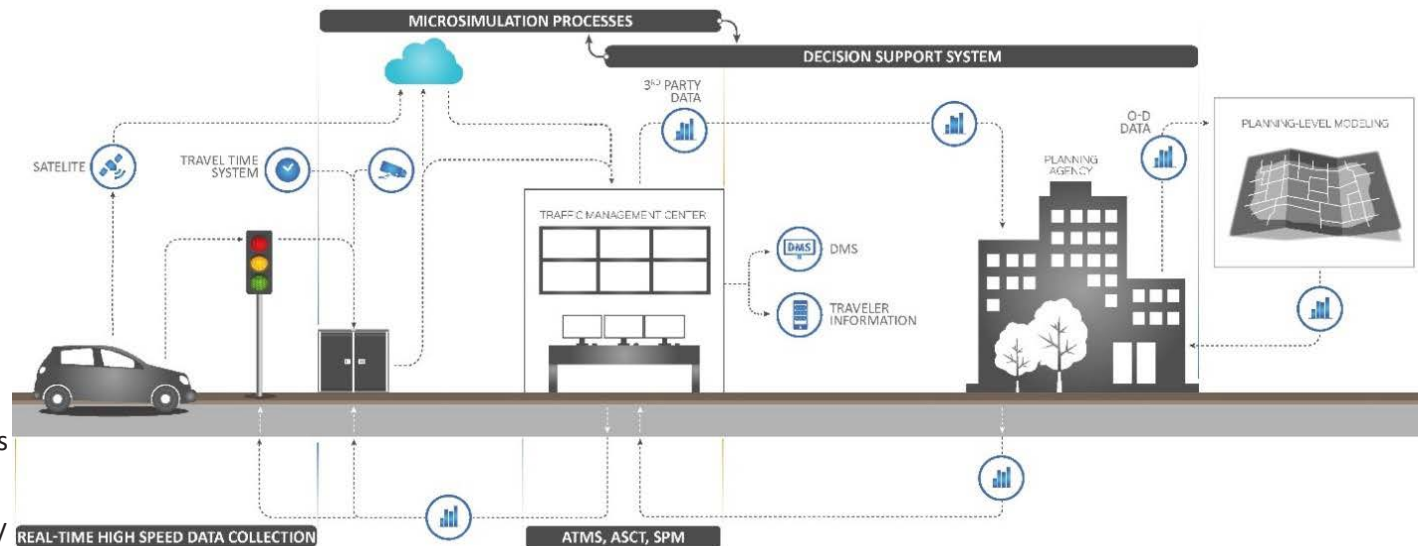 MICROSIMULATION PROCESSES
DECISION SUPPORT SYSTEM
3RD PARTY
DATA
O-D
DATA
PLANNING-LEVEL MODELING
SATELITE
TRAVEL TIME
SYSTEM
PLANNING
AGENCY
TRAFFIC MANAGEMENT CENTER
DMS
DMS
TRAVELER
INFORMATION
s
/
REAL-TIME HIGH SPEED DATA COLLECTION
ATMS, ASCT, SPM